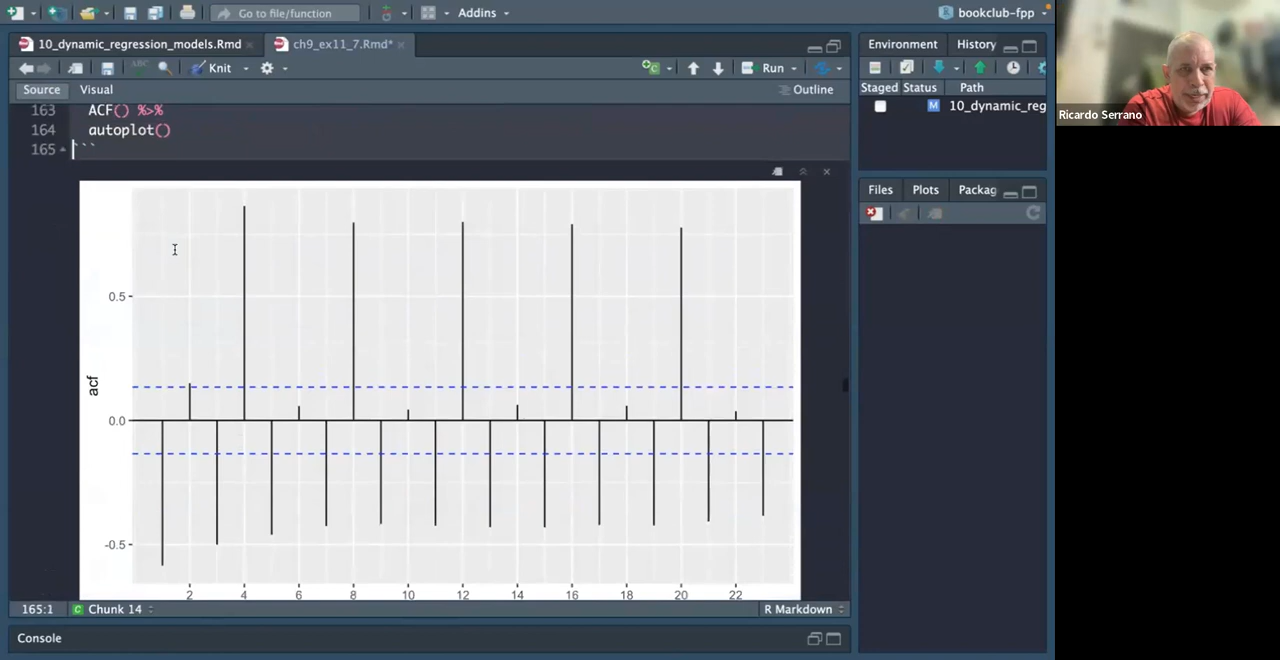 Go to file/function
Addins
bookclub-fpp
10_dynamic_regression_models.Rmd
ch9_ex11_7.Rmd*
Knit
Run
Source
Visual
Outline
163 ACF() %>%
164 autoplot()
165 ```
acf
0.5
0.0
-0.5
2 4 6 8 10 12 14 16 18 20 22
165:1
Chunk 14
R Markdown
Console
Environment
History
Staged Status Path
M 10_dynamic_reg
Files
Plots
Packag
Ricardo Serrano